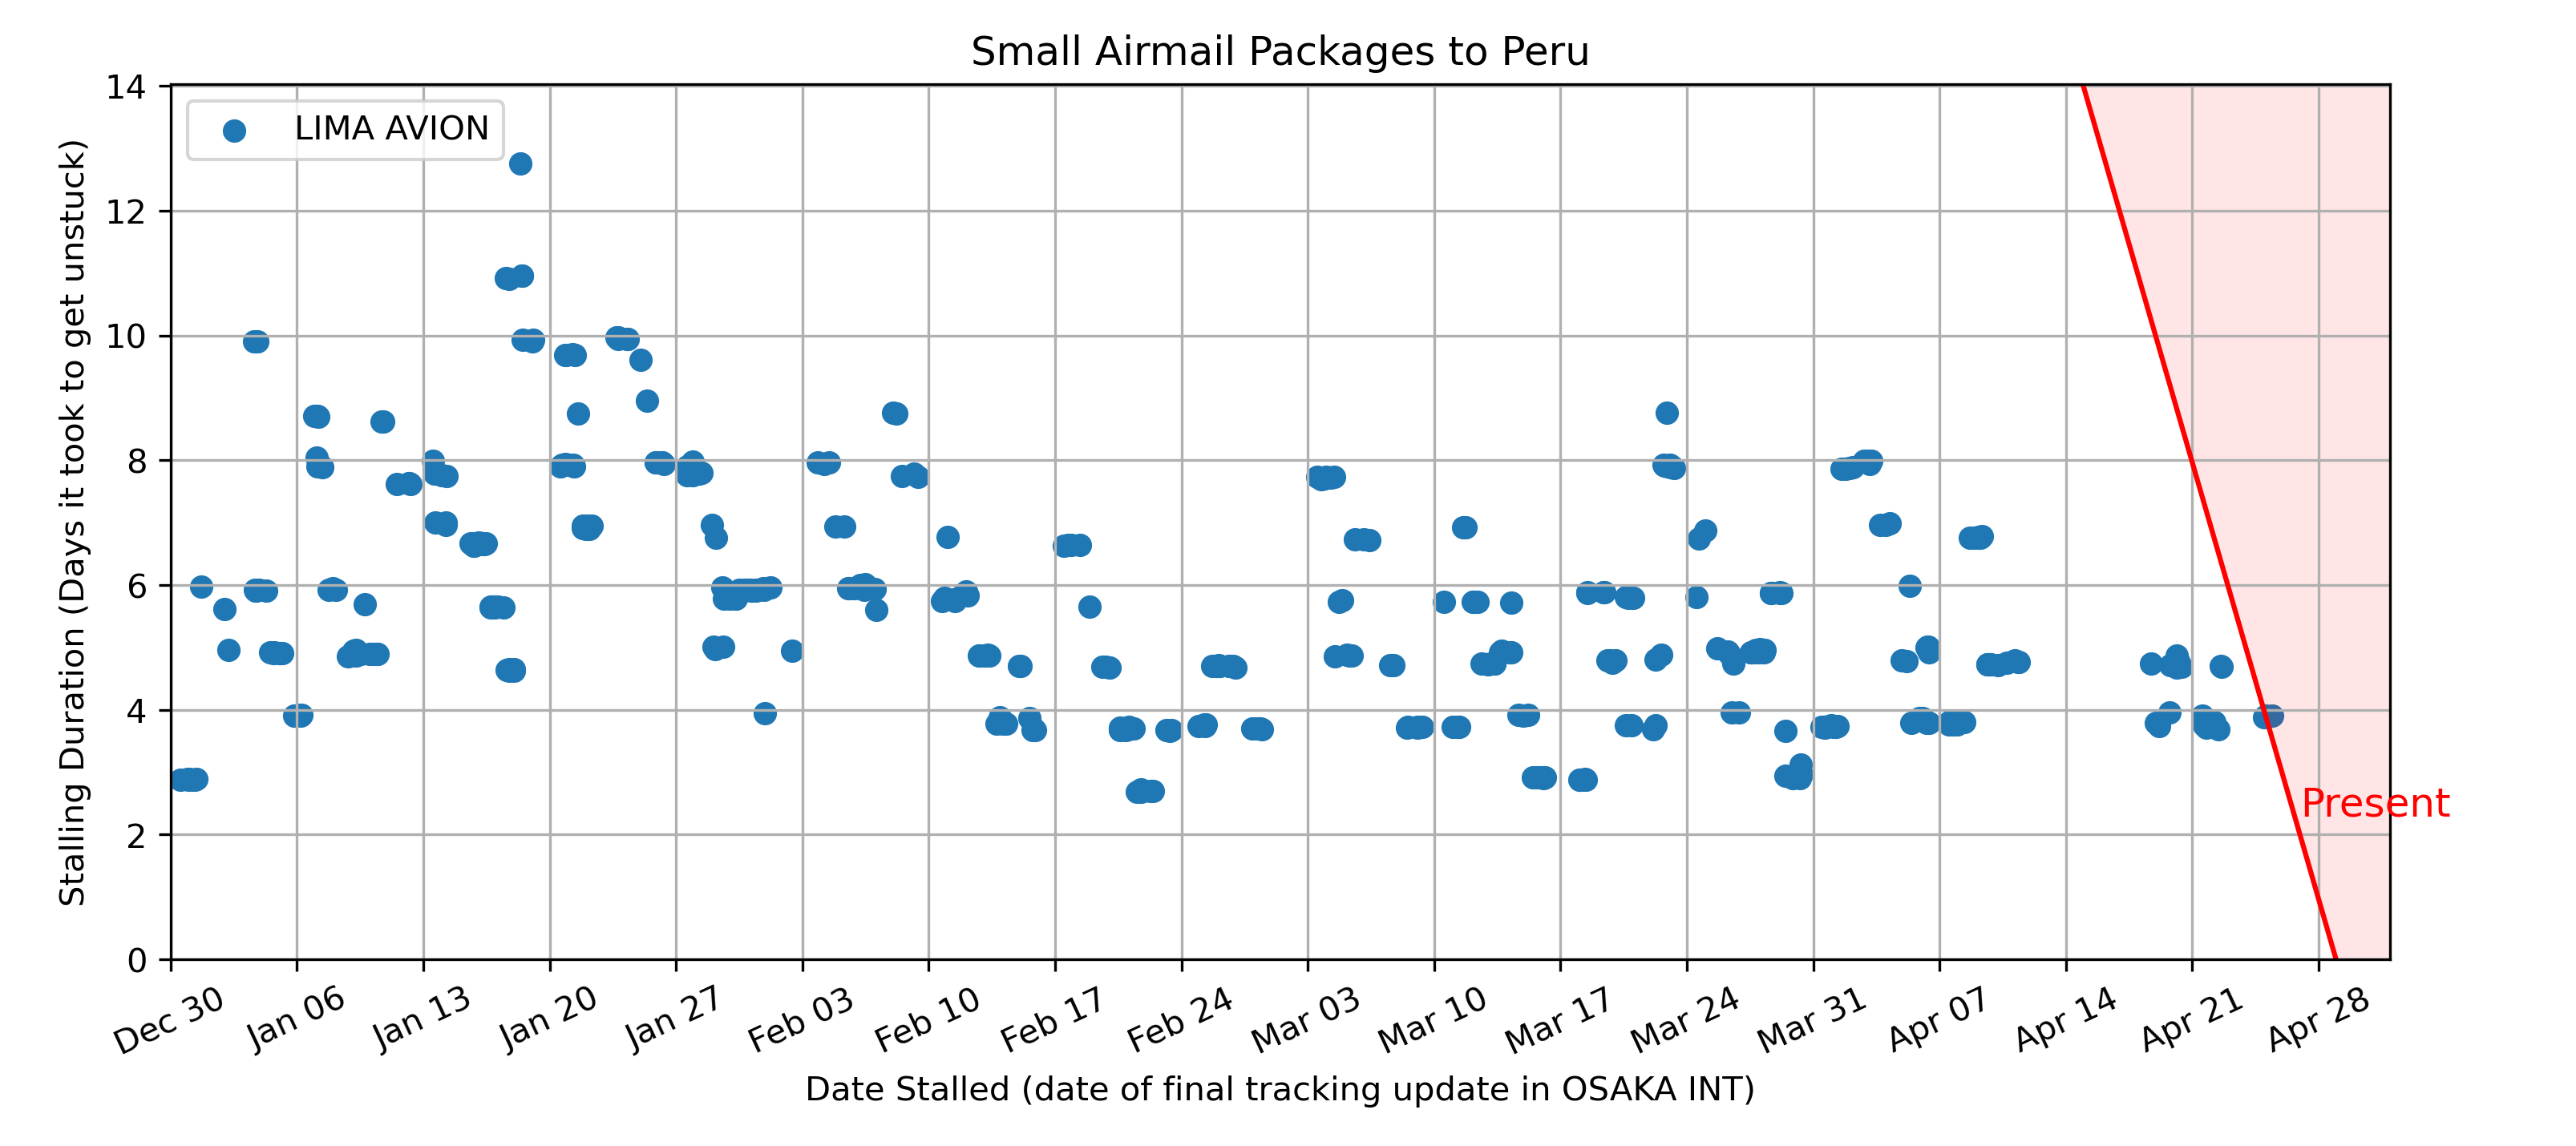 Small Airmail Packages to Peru
LIMA AVION
Stalling Duration (Days it took to get unstuck)
14
12
10
8
6
4
2
0
Present
Dec 30
Jan 06
Jan 13
Jan 20
Jan 27
Feb 03
Feb 10
Feb 17
Feb 24
Mar 03
Mar 10
Mar 17
Mar 24
Mar 31
Apr 07
Apr 14
Apr 21
Apr 28
Date Stalled (date of final tracking update in OSAKA INT)